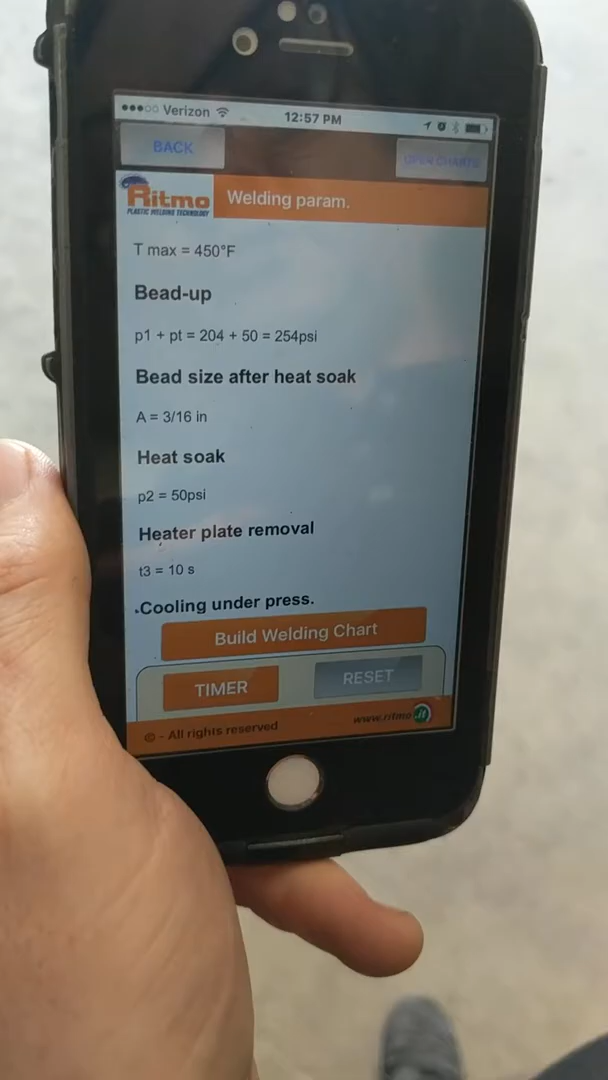 Verizon
12:57 PM
BACK
OPEN CHARTS
Ritmo
PLASTIC WELDING TECHNOLOGY
Welding param.
T max = 450°F
Bead-up
p1 + pt = 204 + 50 = 254psi
Bead size after heat soak
A = 3/16 in
Heat soak
p2 = 50psi
Heater plate removal
t3 = 10 s
Cooling under press.
Build Welding Chart
TIMER
RESET
© - All rights reserved
www.ritmo.it